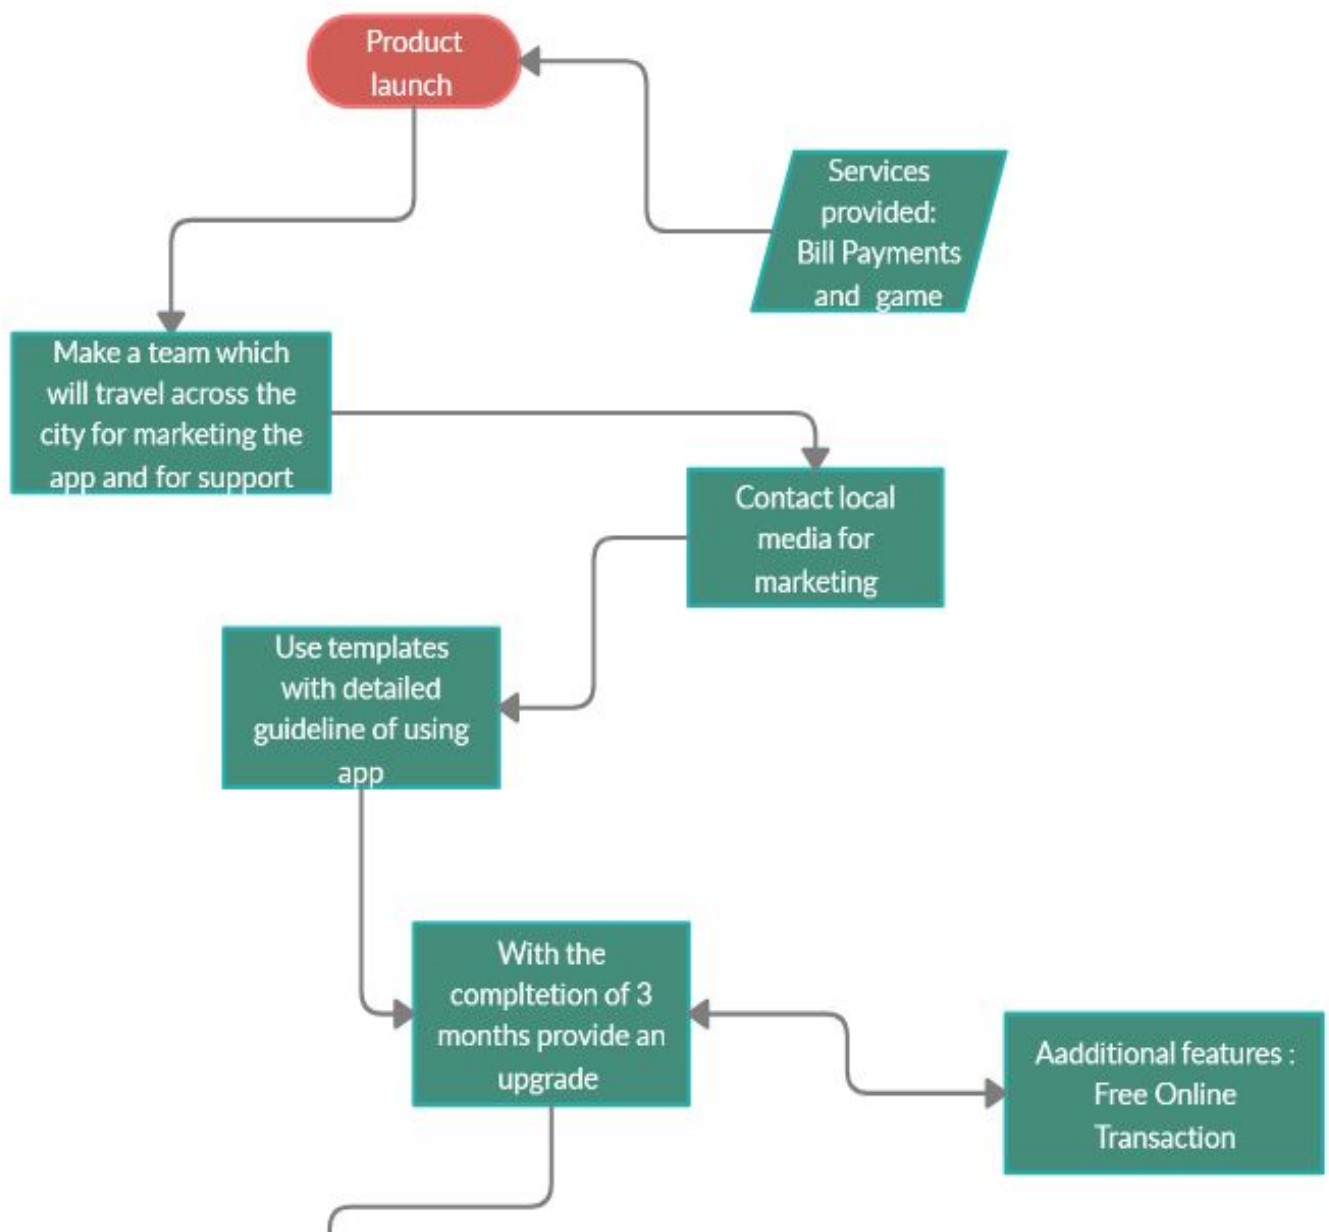 Product
launch
Services
provided:
Bill Payments
and game
Make a team which
will travel across the
city for marketing the
app and for support
Contact local
media for
marketing
Use templates
with detailed
guideline of using
app
With the
compltetion of 3
months provide an
upgrade
Aadditional features :
Free Online
Transaction